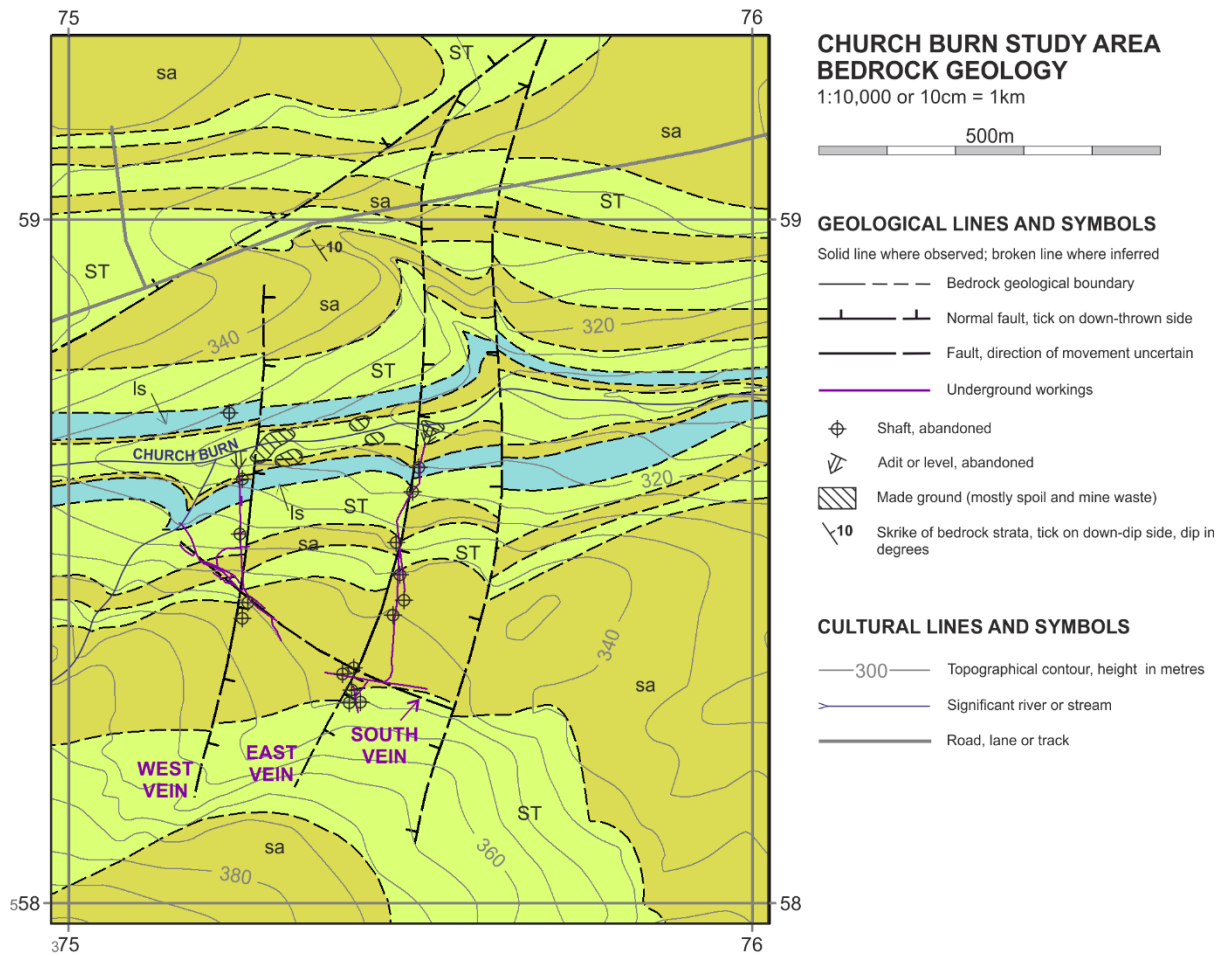 75
76
ST
sa
sa
59
sa
ST
59
10
ST
sa
340
320
ST
ls
CHURCH BURN
320
ls
ST
sa
ST
340
sa
SOUTH
VEIN
EAST
VEIN
WEST
VEIN
ST
sa
360
380
558
58
375
76
CHURCH BURN STUDY AREA
BEDROCK GEOLOGY
1:10,000 or 10cm = 1km
500m
GEOLOGICAL LINES AND SYMBOLS
Solid line where observed; broken line where inferred
Bedrock geological boundary
Normal fault, tick on down-thrown side
Fault, direction of movement uncertain
Underground workings
Shaft, abandoned
Adit or level, abandoned
Made ground (mostly spoil and mine waste)
10 Skrike of bedrock strata, tick on down-dip side, dip in
degrees
CULTURAL LINES AND SYMBOLS
300 Topographical contour, height in metres
Significant river or stream
Road, lane or track